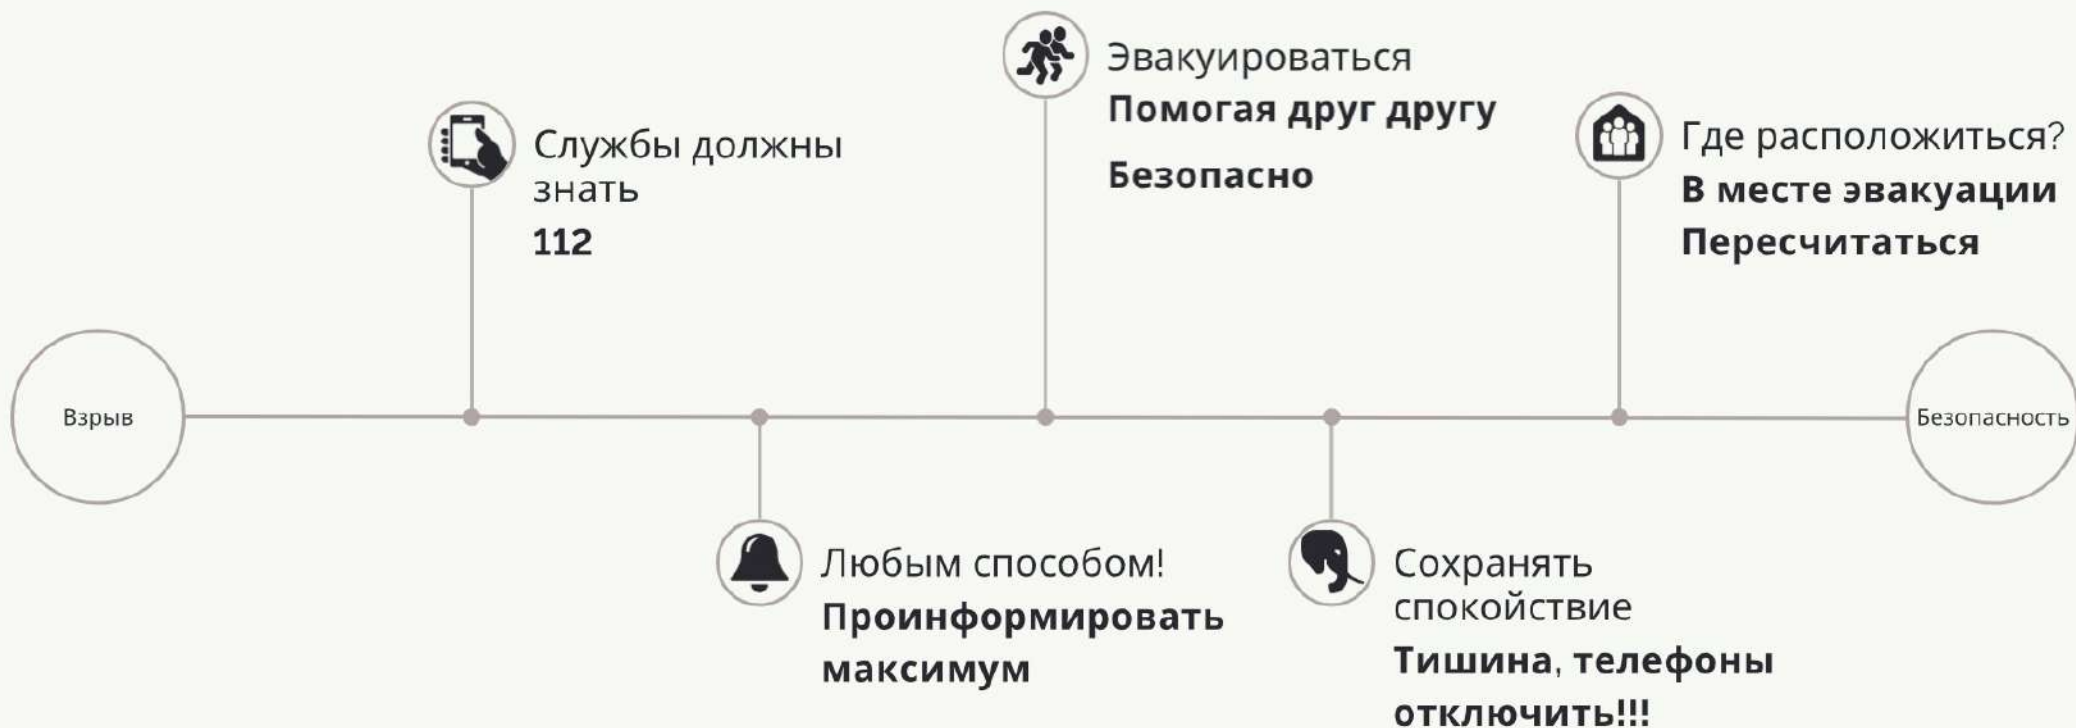 Взрыв
Службы должны
знать
112
Любым способом!
Проинформировать
максимум
Эвакуироваться
Помогая друг другу
Безопасно
Сохранять
спокойствие
Тишина, телефоны
отключить!!!
Где расположиться?
В месте эвакуации
Пересчитаться
Безопасность